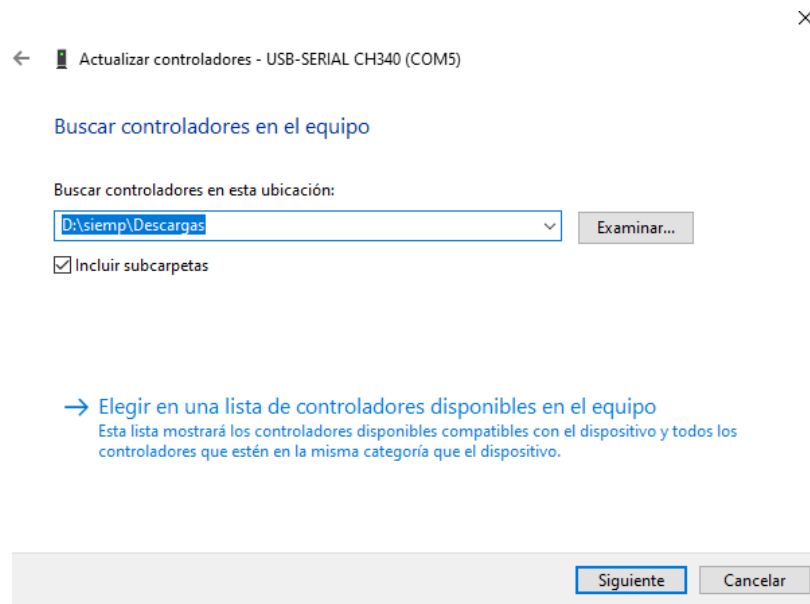 Actualizar controladores - USB-SERIAL CH340 (COM5)
Buscar controladores en el equipo
Buscar controladores en esta ubicación:
D:\siemp\Descargas
Examinar...
Incluir subcarpetas
Elegir en una lista de controladores disponibles en el equipo
Esta lista mostrará los controladores disponibles compatibles con el dispositivo y todos los
controladores que estén en la misma categoría que el dispositivo.
Siguiente
Cancelar